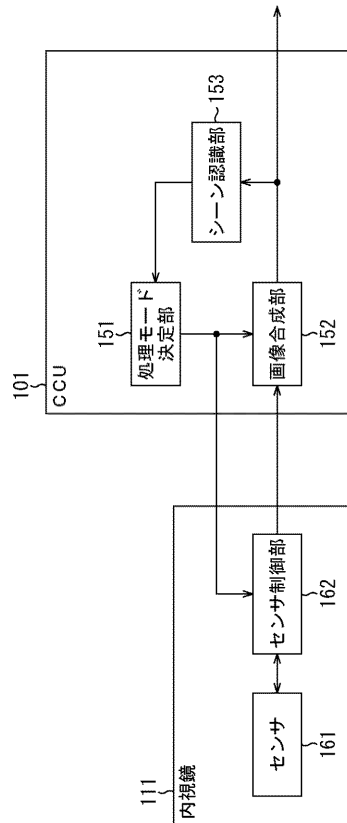 111
内視鏡
センサ
161
センサ制御部
162
101
CCU
151
処理モード
決定部
画像合成部
152
シーン認識部
153